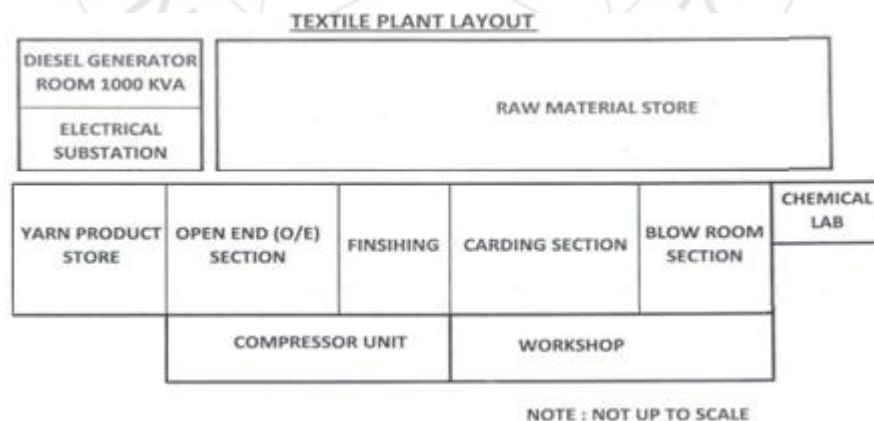 TEXTILE PLANT LAYOUT
DIESEL GENERATOR
ROOM 1000 KVA
ELECTRICAL
SUBSTATION
RAW MATERIAL STORE
YARN PRODUCT
STORE
OPEN END (O/E)
SECTION
FINSIHING
CARDING SECTION
BLOW ROOM
SECTION
CHEMICAL
LAB
COMPRESSOR UNIT
WORKSHOP
NOTE : NOT UP TO SCALE